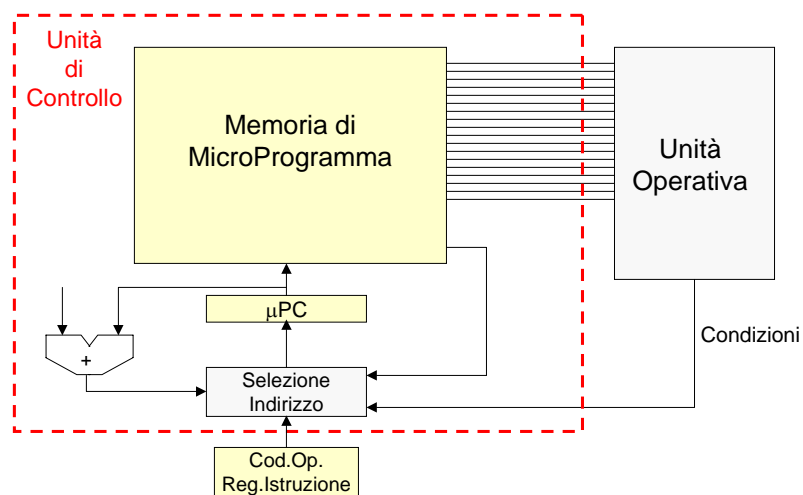 Unità
di
Controllo
Memoria di
MicroProgramma
Unità
Operativa
μPC
Condizioni
+
Selezione
Indirizzo
Cod.Op.
Reg.Istruzione